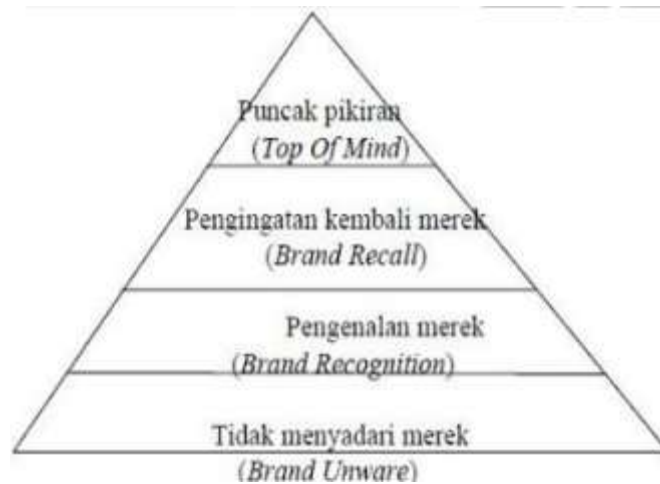 Puncak pikiran
(Top Of Mind)
Pengingatan kembali merek
(Brand Recall)
Pengenalan merek
(Brand Recognition)
Tidak menyadari merek
(Brand Unware)